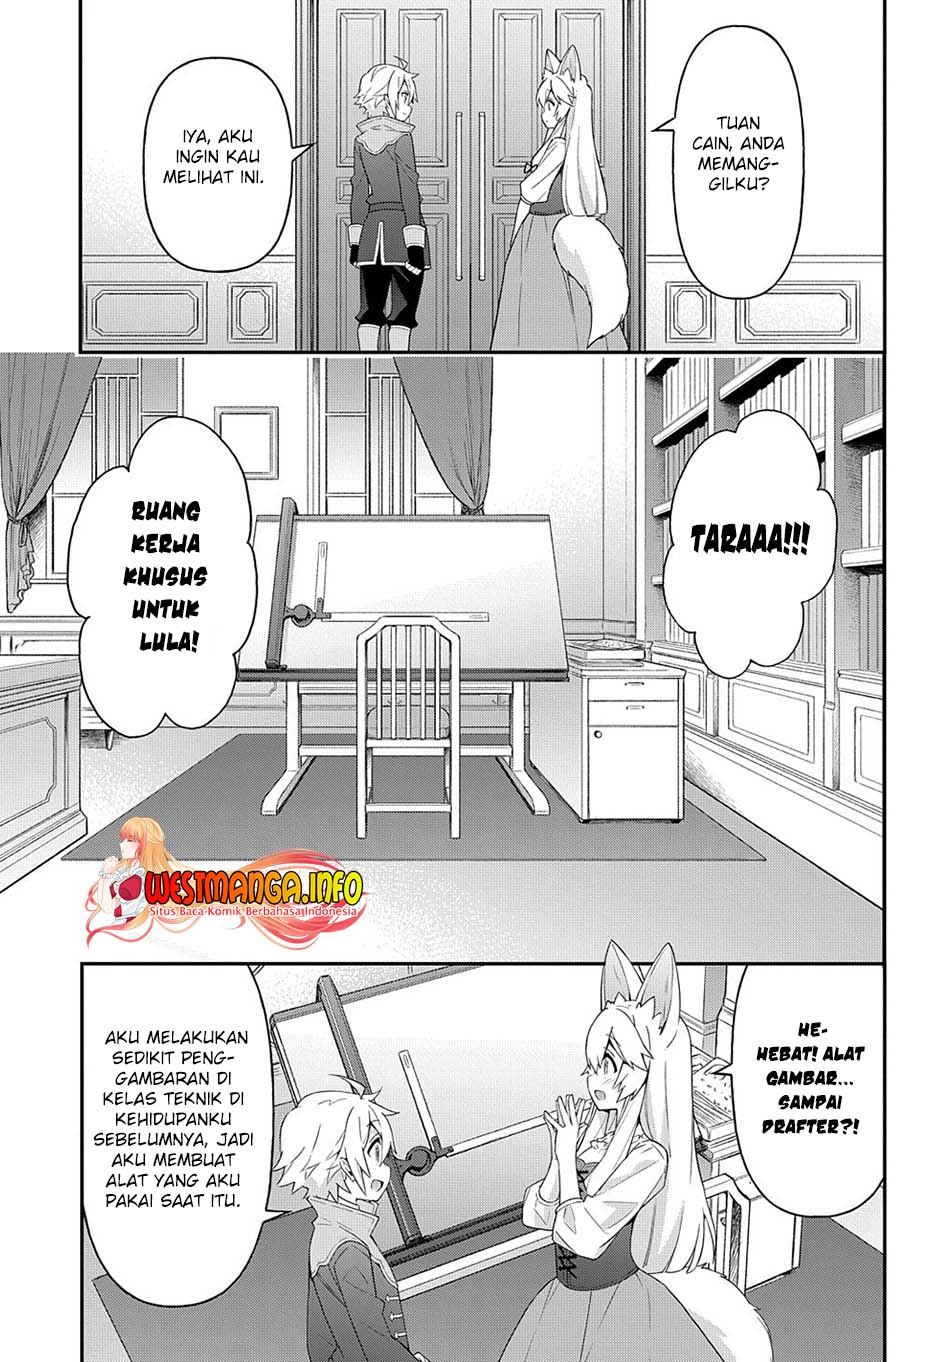 TUAN
CAIN, ANDA
MEMANG-
GILKU?
IYA, AKU
INGIN KAU
MELIHAT INI.
TARAAA!!!
RUANG
KERJA
KHUSUS
UNTUK
LULA!
WESTMANGA.INFO
Situs Baca Komik Berbahasa Indonesia
HE-
HEBAT! ALAT
GAMBAR...
SAMPAI
DRAFTER?!
AKU MELAKUKAN
SEDIKIT PENG-
GAMBARAN DI
KELAS TEKNIK DI
KEHIDUPANKU
SEBELUMNYA, JADI
AKU MEMBUAT
ALAT YANG AKU
PAKAI SAAT ITU.